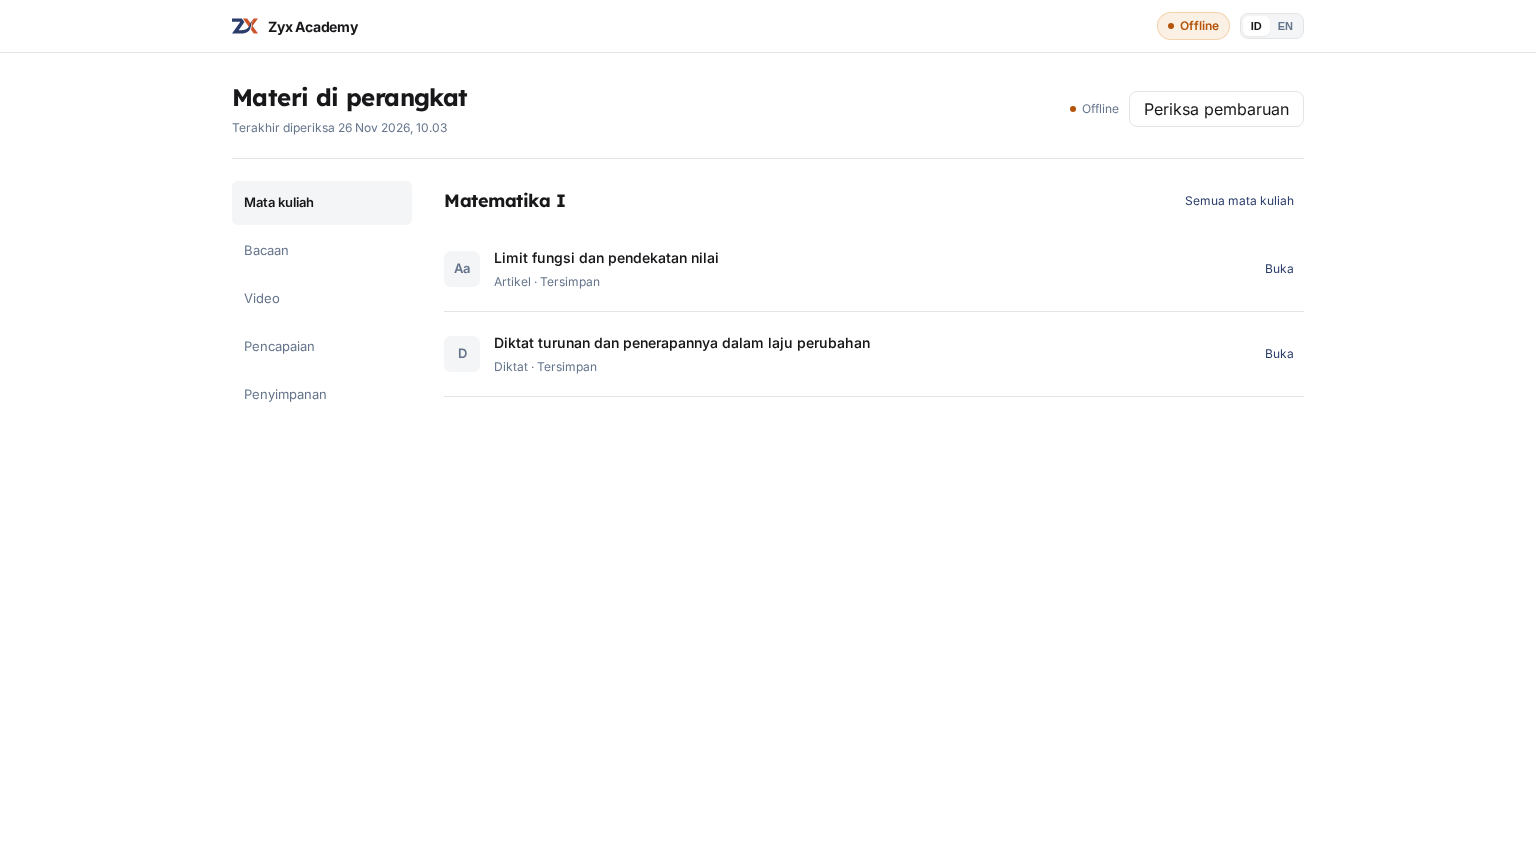 ZX Zyx Academy
Offline
ID EN
Materi di perangkat
Terakhir diperiksa 26 Nov 2026, 10.03
Offline
Periksa pembaruan
Mata kuliah
Bacaan
Video
Pencapaian
Penyimpanan
Matematika I
Semua mata kuliah
Aa
Limit fungsi dan pendekatan nilai
Artikel · Tersimpan
Buka
D
Diktat turunan dan penerapannya dalam laju perubahan
Diktat · Tersimpan
Buka